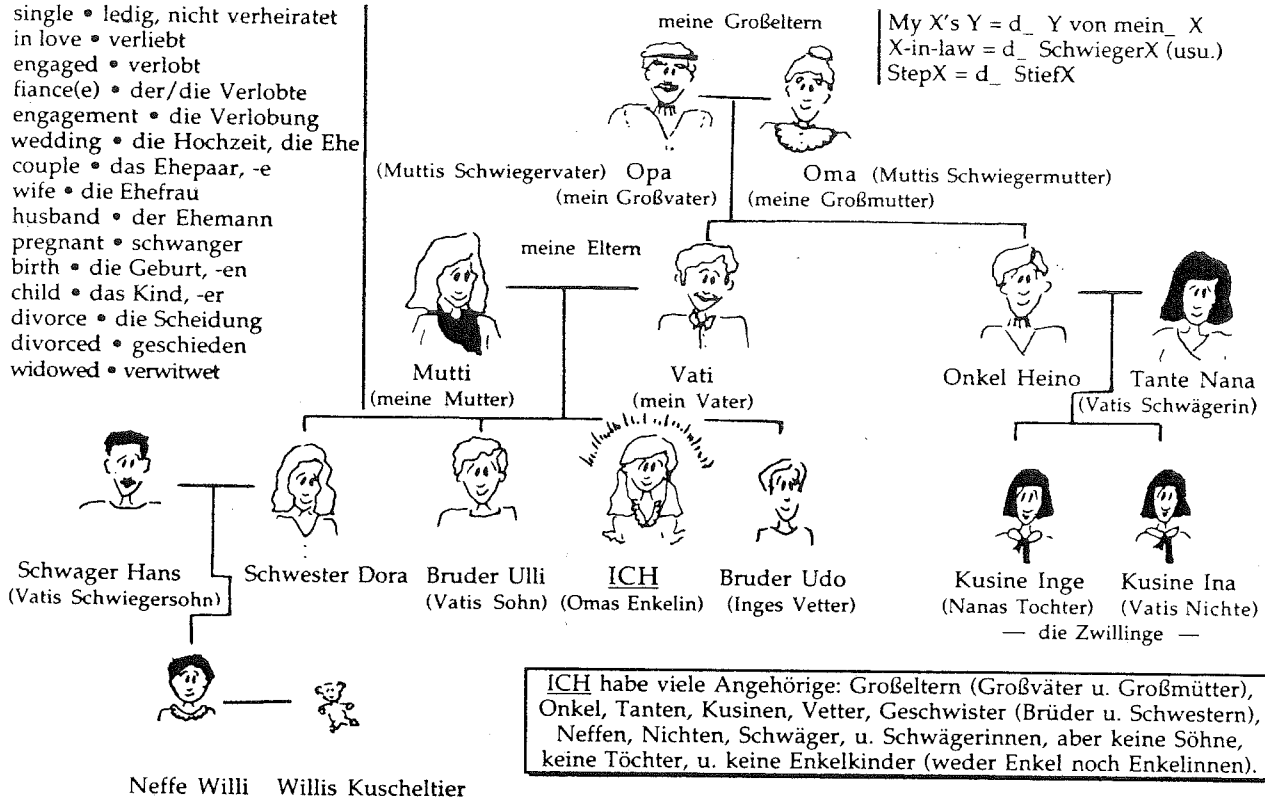 single • ledig, nicht verheiratet
in love • verliebt
engaged • verlobt
fiance(e) • der/die Verlobte
engagement • die Verlobung
wedding • die Hochzeit, die Ehe
couple • das Ehepaar, -e
wife • die Ehefrau
husband • der Ehemann
pregnant • schwanger
birth • die Geburt, -en
child • das Kind, -er
divorce • die Scheidung
divorced • geschieden
widowed • verwitwet
meine Großeltern
My X's Y = d_ Y von mein_ X
X-in-law = d_ SchwiegerX (usu.)
StepX = d_ StiefX
(Muttis Schwiegervater) Opa
(mein Großvater)
Oma (Muttis Schwiegermutter)
(meine Großmutter)
meine Eltern
Mutti
(meine Mutter)
Vati
(mein Vater)
Onkel Heino
Tante Nana
(Vatis Schwägerin)
Schwager Hans
(Vatis Schwiegersohn)
Schwester Dora
Bruder Ulli
(Vatis Sohn)
ICH
(Omas Enkelin)
Bruder Udo
(Inges Vetter)
Kusine Inge
(Nanas Tochter)
Kusine Ina
(Vatis Nichte)
— die Zwillinge —
Neffe Willi
Willis Kuscheltier
ICH habe viele Angehörige: Großeltern (Großväter u. Großmütter),
Onkel, Tanten, Kusinen, Vetter, Geschwister (Brüder u. Schwestern),
Neffen, Nichten, Schwäger, u. Schwägerinnen, aber keine Söhne,
keine Töchter, u. keine Enkelkinder (weder Enkel noch Enkelinnen).